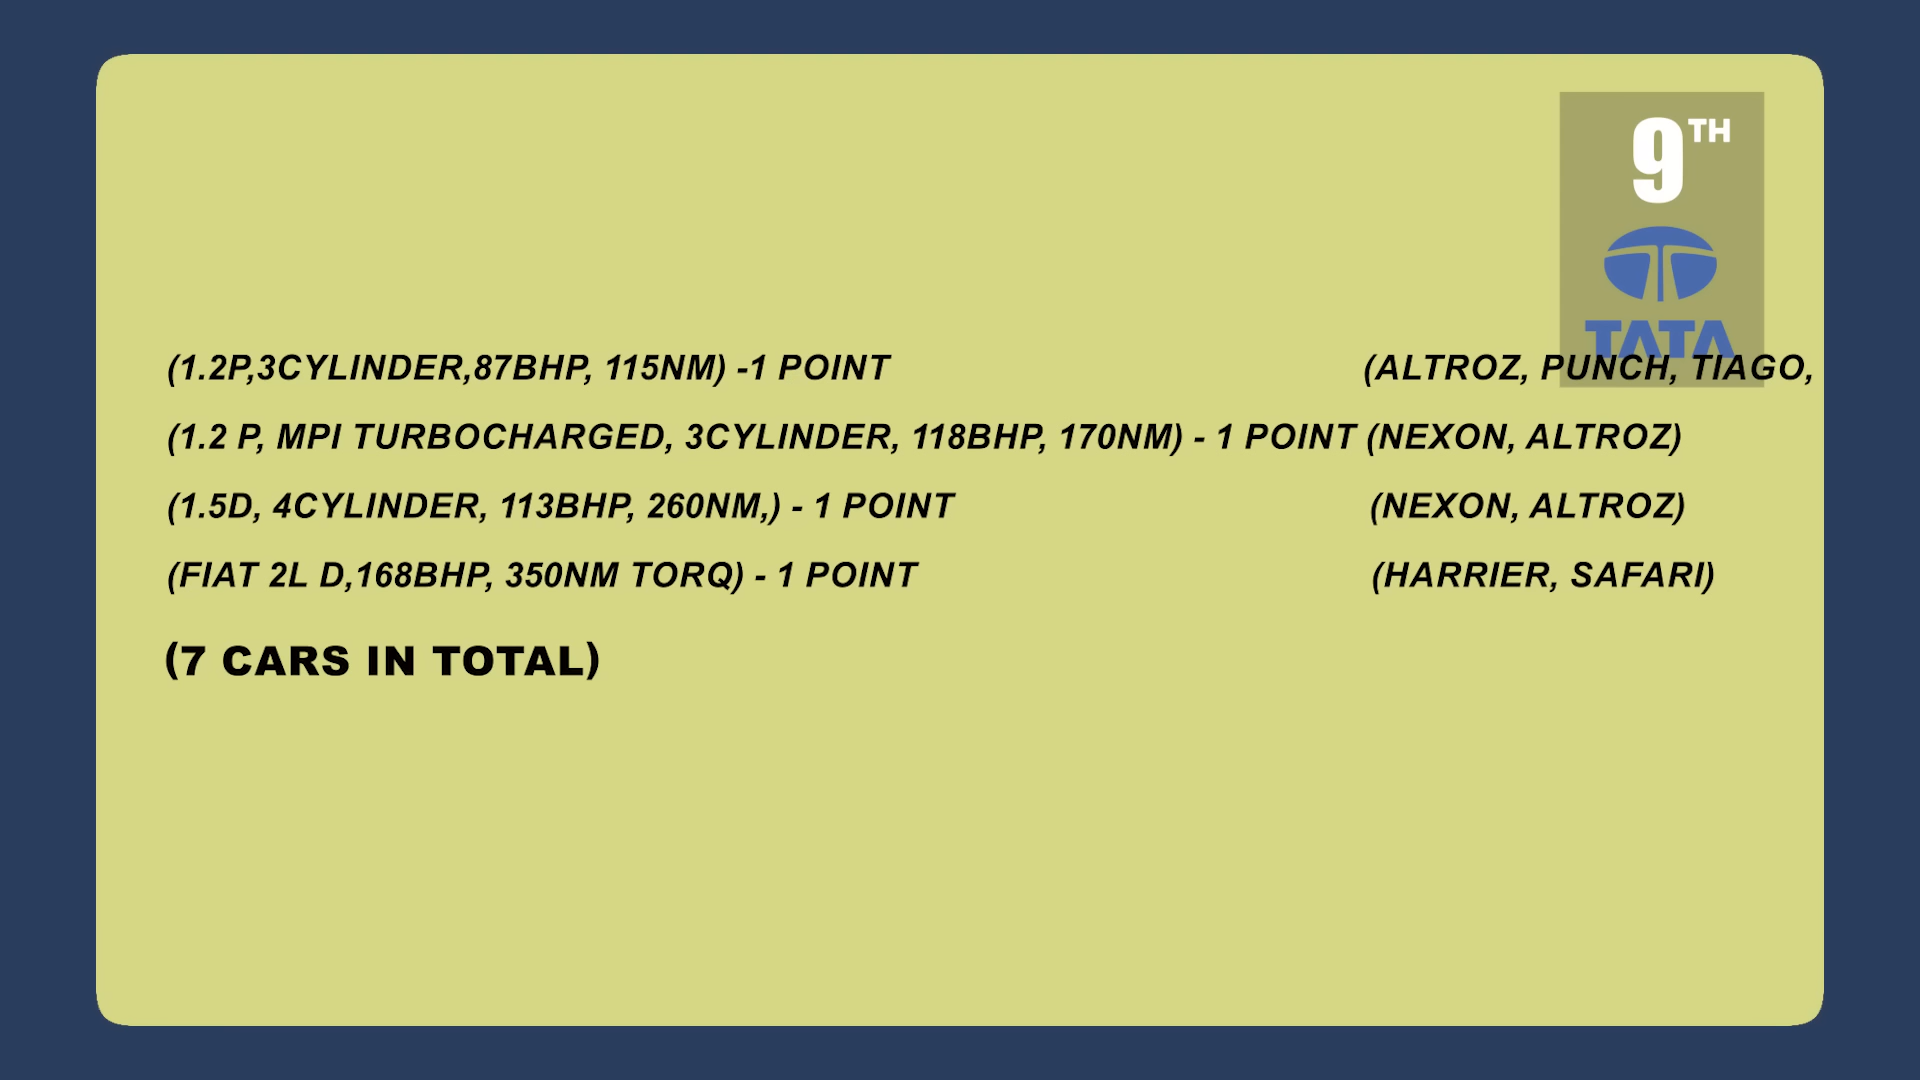 9TH
TATA
(1.2P,3CYLINDER,87BHP, 115NM) -1 POINT (ALTROZ, PUNCH, TIAGO,
(1.2 P, MPI TURBOCHARGED, 3CYLINDER, 118BHP, 170NM) - 1 POINT (NEXON, ALTROZ)
(1.5D, 4CYLINDER, 113BHP, 260NM,) - 1 POINT (NEXON, ALTROZ)
(FIAT 2L D,168BHP, 350NM TORQ) - 1 POINT (HARRIER, SAFARI)
(7 CARS IN TOTAL)